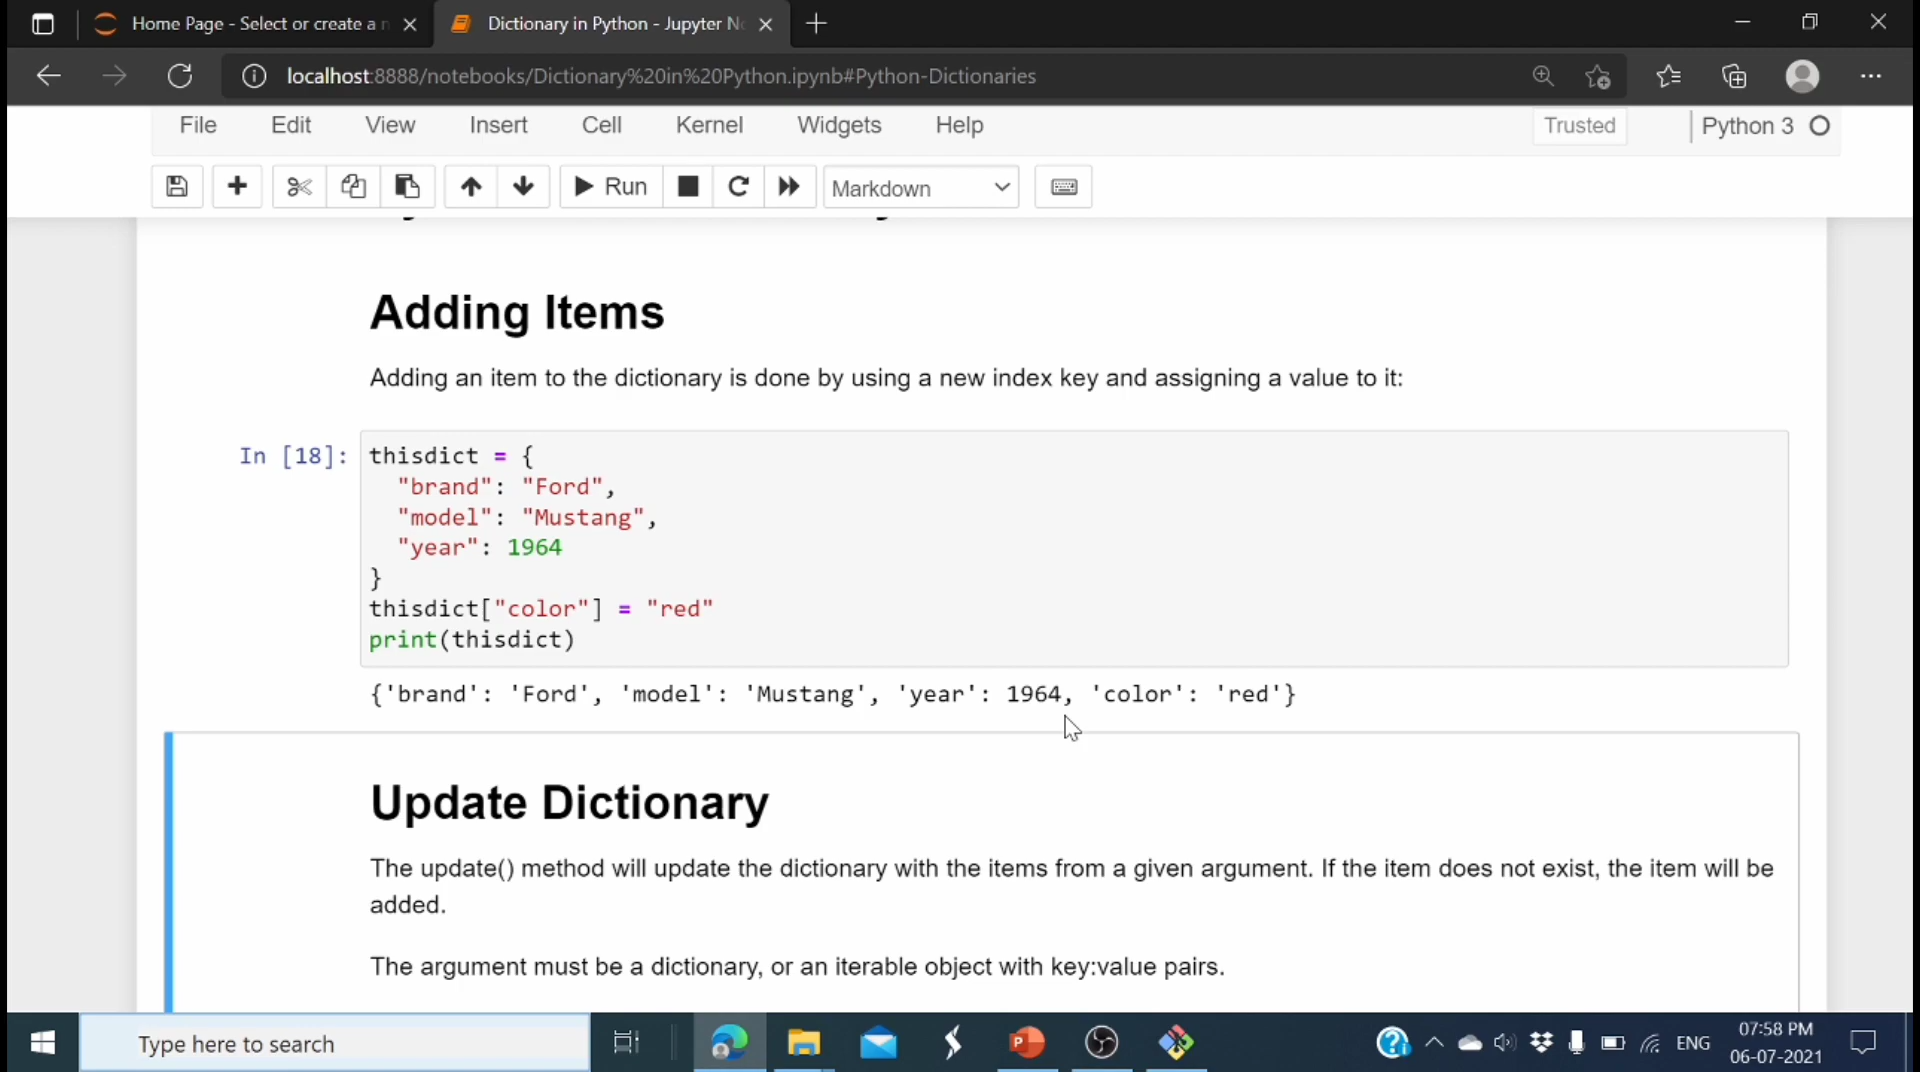 Home Page - Select or create a n
Dictionary in Python - Jupyter No
localhost:8888/notebooks/Dictionary%20in%20Python.ipynb#Python-Dictionaries
File Edit View Insert Cell Kernel Widgets Help Trusted Python 3
Run Markdown
Adding Items
Adding an item to the dictionary is done by using a new index key and assigning a value to it:
In [18]: thisdict = {
"brand": "Ford",
"model": "Mustang",
"year": 1964
}
thisdict["color"] = "red"
print(thisdict)
{'brand': 'Ford', 'model': 'Mustang', 'year': 1964, 'color': 'red'}
Update Dictionary
The update() method will update the dictionary with the items from a given argument. If the item does not exist, the item will be
added.
The argument must be a dictionary, or an iterable object with key:value pairs.
Type here to search
ENG
07:58 PM
06-07-2021